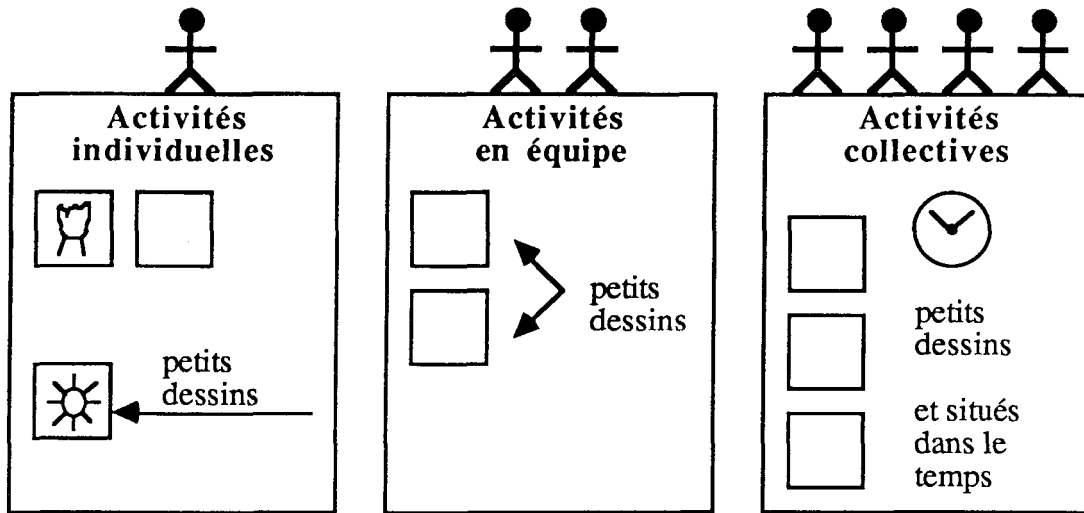 Activités
individuelles
petits
dessins
Activités
en équipe
petits
dessins
Activités
collectives
petits
dessins
et situés
dans le
temps